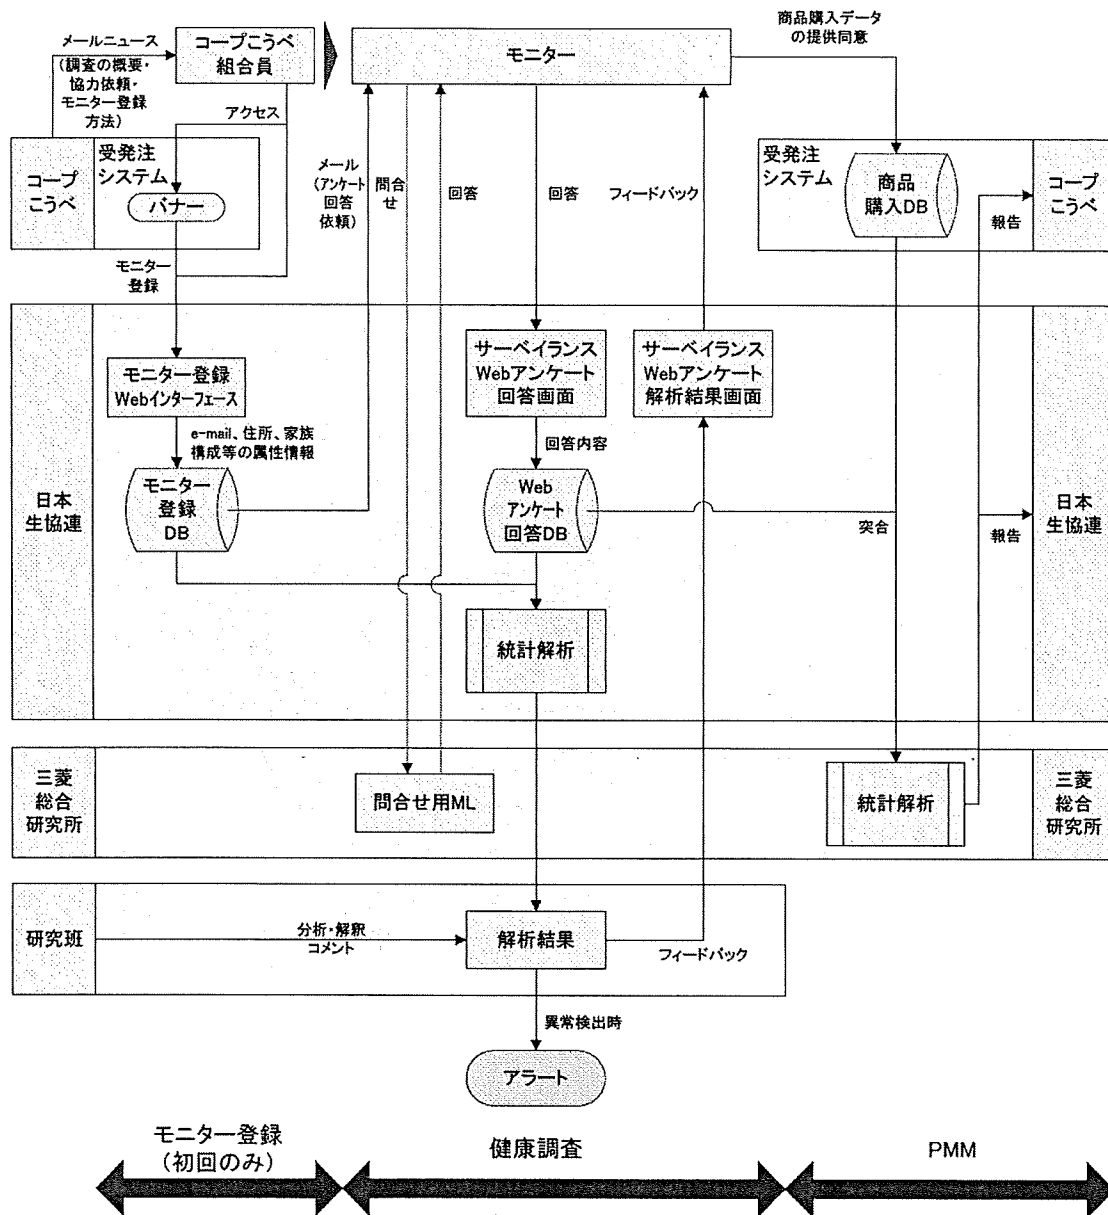 メールニュース
(調査の概要・
協力依頼・
モニター登録
方法)
コープこうべ
組合員
モニター
商品購入データ
の提供同意
アクセス
コープ
こうべ
受発注
システム
バナー
メール
(アンケート
回答
依頼)
問合
せ
回答
回答
フィードバック
受発注
システム
商品
購入DB
コープ
こうべ
報告
モニター
登録
日本
生協連
モニター登録
Webインターフェース
サーベイランス
Webアンケート
回答画面
サーベイランス
Webアンケート
解析結果画面
e-mail、住所、家族
構成等の属性情報
回答内容
モニター
登録
DB
Web
アンケート
回答DB
突合
報告
日本
生協連
統計解析
三菱
総合
研究所
問合せ用ML
統計解析
三菱
総合
研究所
研究班
分析・解釈
コメント
解析結果
フィードバック
異常検出時
アラート
モニター登録
(初回のみ)
健康調査
PMM